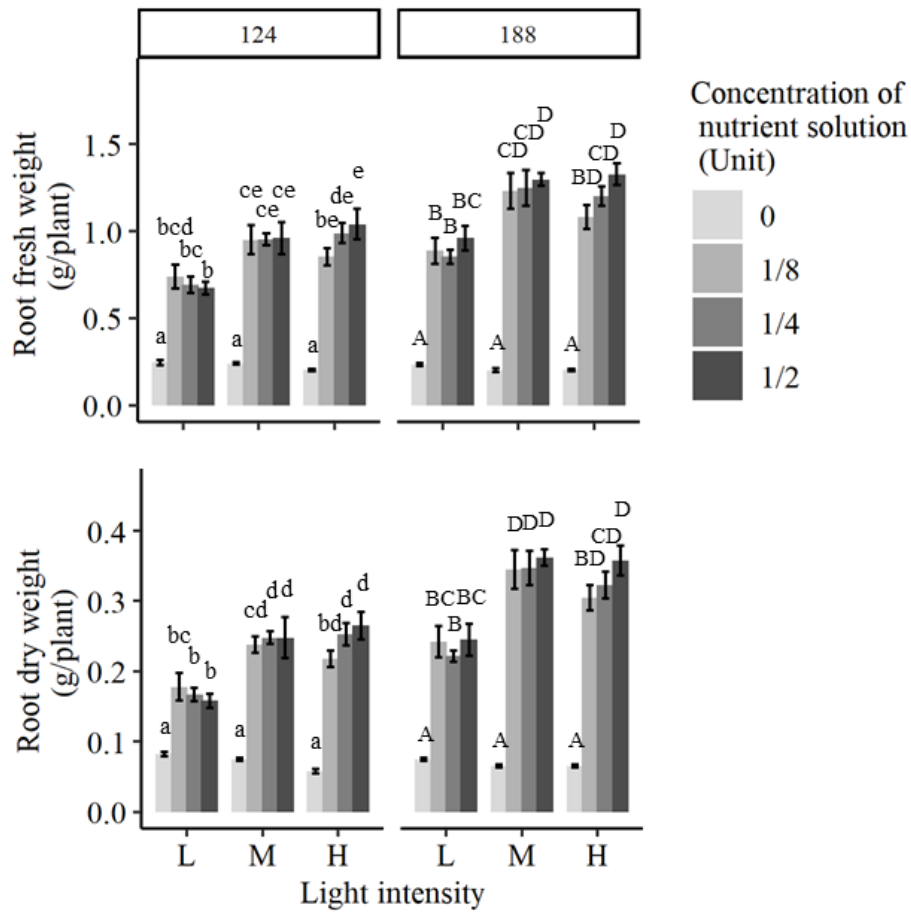 124 188
Root fresh weight
(g/plant)
1.5
1.0
0.5
0.0
a bcd bc b
a ce ce ce
a be de e
A B B BC
A CD CD D
A BD CD D
Concentration of
nutrient solution
(Unit)
0
1/8
1/4
1/2
Root dry weight
(g/plant)
0.4
0.3
0.2
0.1
0.0
a bc b b
a cd d d
a bd d d
A BC B BC
A D D D
A BD CD D
L M H L M H
Light intensity